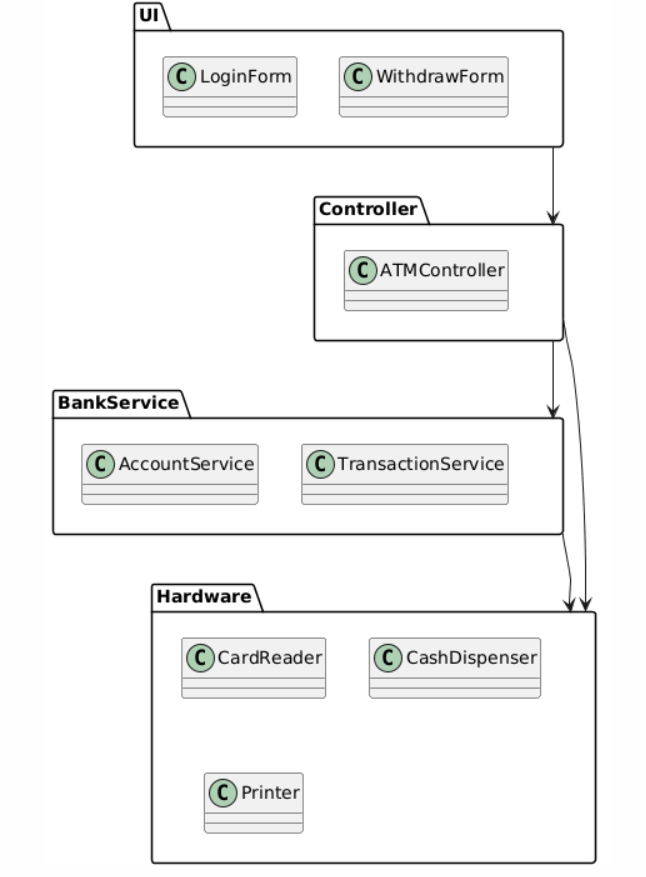 UI
C LoginForm
C WithdrawForm
Controller
C ATMController
BankService
C AccountService
C TransactionService
Hardware
C CardReader
C CashDispenser
C Printer